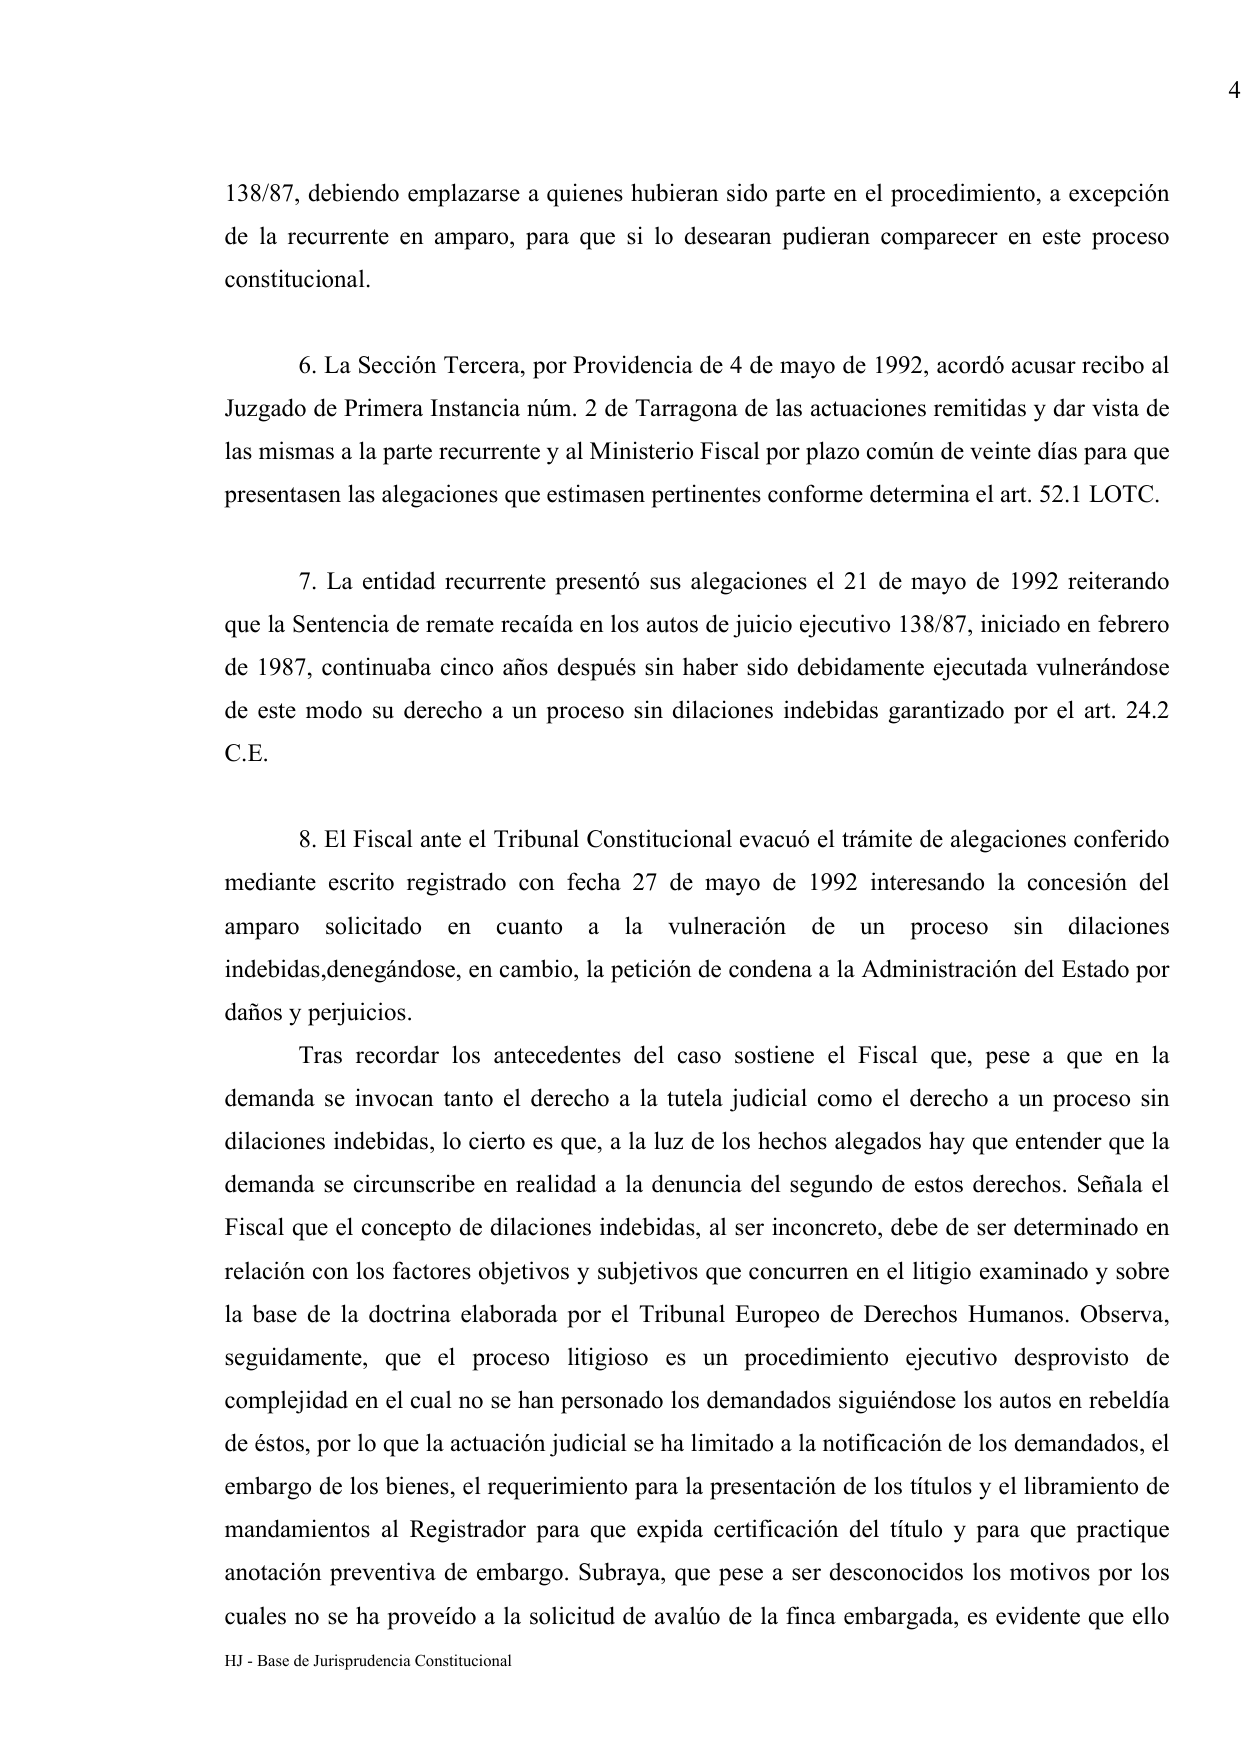 4
138/87, debiendo emplazarse a quienes hubieran sido parte en el procedimiento, a excepción
de la recurrente en amparo, para que si lo desearan pudieran comparecer en este proceso
constitucional.
6. La Sección Tercera, por Providencia de 4 de mayo de 1992, acordó acusar recibo al
Juzgado de Primera Instancia núm. 2 de Tarragona de las actuaciones remitidas y dar vista de
las mismas a la parte recurrente y al Ministerio Fiscal por plazo común de veinte días para que
presentasen las alegaciones que estimasen pertinentes conforme determina el art. 52.1 LOTC.
7. La entidad recurrente presentó sus alegaciones el 21 de mayo de 1992 reiterando
que la Sentencia de remate recaída en los autos de juicio ejecutivo 138/87, iniciado en febrero
de 1987, continuaba cinco años después sin haber sido debidamente ejecutada vulnerándose
de este modo su derecho a un proceso sin dilaciones indebidas garantizado por el art. 24.2
C.E.
8. El Fiscal ante el Tribunal Constitucional evacuó el trámite de alegaciones conferido
mediante escrito registrado con fecha 27 de mayo de 1992 interesando la concesión del
amparo solicitado en cuanto a la vulneración de un proceso sin dilaciones
indebidas,denegándose, en cambio, la petición de condena a la Administración del Estado por
daños y perjuicios.
Tras recordar los antecedentes del caso sostiene el Fiscal que, pese a que en la
demanda se invocan tanto el derecho a la tutela judicial como el derecho a un proceso sin
dilaciones indebidas, lo cierto es que, a la luz de los hechos alegados hay que entender que la
demanda se circunscribe en realidad a la denuncia del segundo de estos derechos. Señala el
Fiscal que el concepto de dilaciones indebidas, al ser inconcreto, debe de ser determinado en
relación con los factores objetivos y subjetivos que concurren en el litigio examinado y sobre
la base de la doctrina elaborada por el Tribunal Europeo de Derechos Humanos. Observa,
seguidamente, que el proceso litigioso es un procedimiento ejecutivo desprovisto de
complejidad en el cual no se han personado los demandados siguiéndose los autos en rebeldía
de éstos, por lo que la actuación judicial se ha limitado a la notificación de los demandados, el
embargo de los bienes, el requerimiento para la presentación de los títulos y el libramiento de
mandamientos al Registrador para que expida certificación del título y para que practique
anotación preventiva de embargo. Subraya, que pese a ser desconocidos los motivos por los
cuales no se ha proveído a la solicitud de avalúo de la finca embargada, es evidente que ello
HJ - Base de Jurisprudencia Constitucional